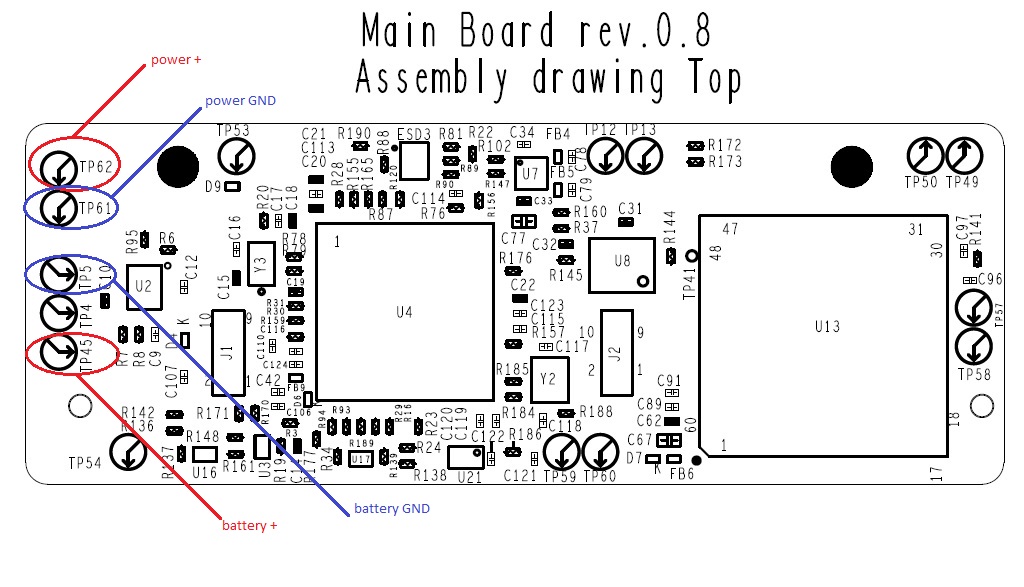 Main Board rev.0.8
Assembly drawing Top
power +
power GND
TP53
C21
C113
C20
R190
R88
ESD3
R81
R22
C34
FB4
TP12
TP13
R102
R172
R173
TP62
TP61
D9
R28
R155
R165
R120
R89
R90
R147
U7
C78
FB5
C79
TP50
TP49
R20
C17
C18
R87
C114
R76
R156
C33
R160
R37
C31
R144
C16
R95
R6
R78
R79
C77
C32
R145
R176
U8
TP41
47
48
31
30
C97
R141
C96
TP5
C10
U2
C12
C15
Y3
C19
1
U4
C22
C123
C115
R157
C117
TP4
TP45
R7
R8
C9
D4
K
10
9
J1
2
1
R31
R30
R159
C116
C110
C124
FB9
D6
10
9
J2
2
1
U13
TP57
TP58
C107
C42
R185
Y2
R184
R188
C91
C89
C62
C67
60
1
18
17
R142
R136
R171
R170
C106
R94
R93
R29
R16
R23
C120
C119
R148
R3
TP54
R137
U16
R161
U3
R19
R177
R34
R189
U17
R139
R24
R138
U21
C122
R186
C121
C118
TP59
TP60
D7
K
FB6
battery GND
battery +